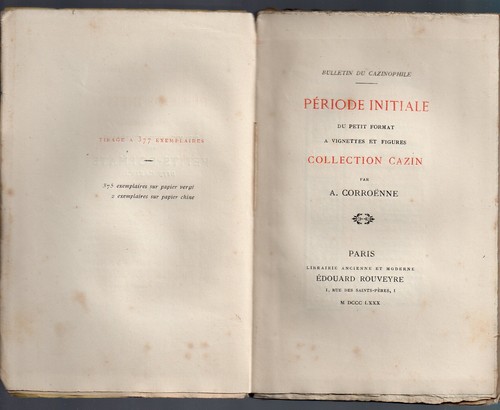 TIRAGE A 377 EXEMPLAIRES
375 exemplaires sur papier vergé
2 exemplaires sur papier chine
BULLETIN DU CAZINOPHILE
PÉRIODE INITIALE
DU PETIT FORMAT
A VIGNETTES ET FIGURES
COLLECTION CAZIN
PAR
A. CORROËNNE
PARIS
LIBRAIRIE ANCIENNE ET MODERNE
ÉDOUARD ROUVEYRE
1, RUE DES SAINTS-PÈRES, 1
M DCCC LXXX